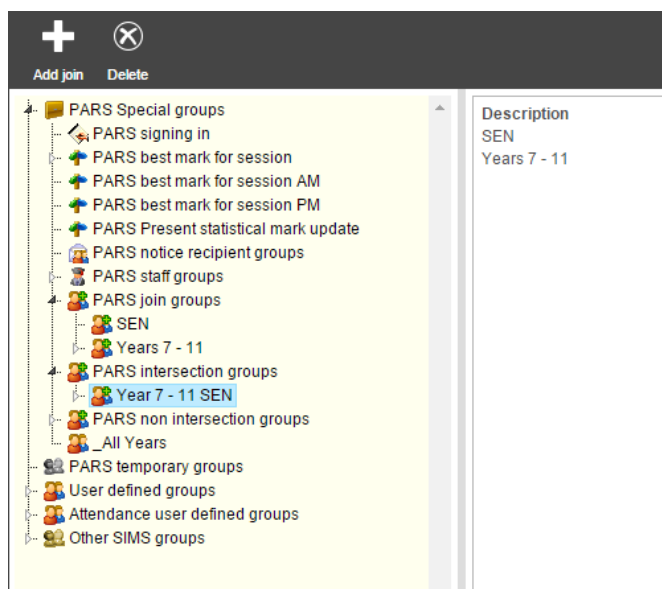 Add join
Delete
PARS Special groups
PARS signing in
PARS best mark for session
PARS best mark for session AM
PARS best mark for session PM
PARS Present statistical mark update
PARS notice recipient groups
PARS staff groups
PARS join groups
SEN
Years 7 - 11
PARS intersection groups
Year 7 - 11 SEN
PARS non intersection groups
_All Years
PARS temporary groups
User defined groups
Attendance user defined groups
Other SIMS groups
Description
SEN
Years 7 - 11